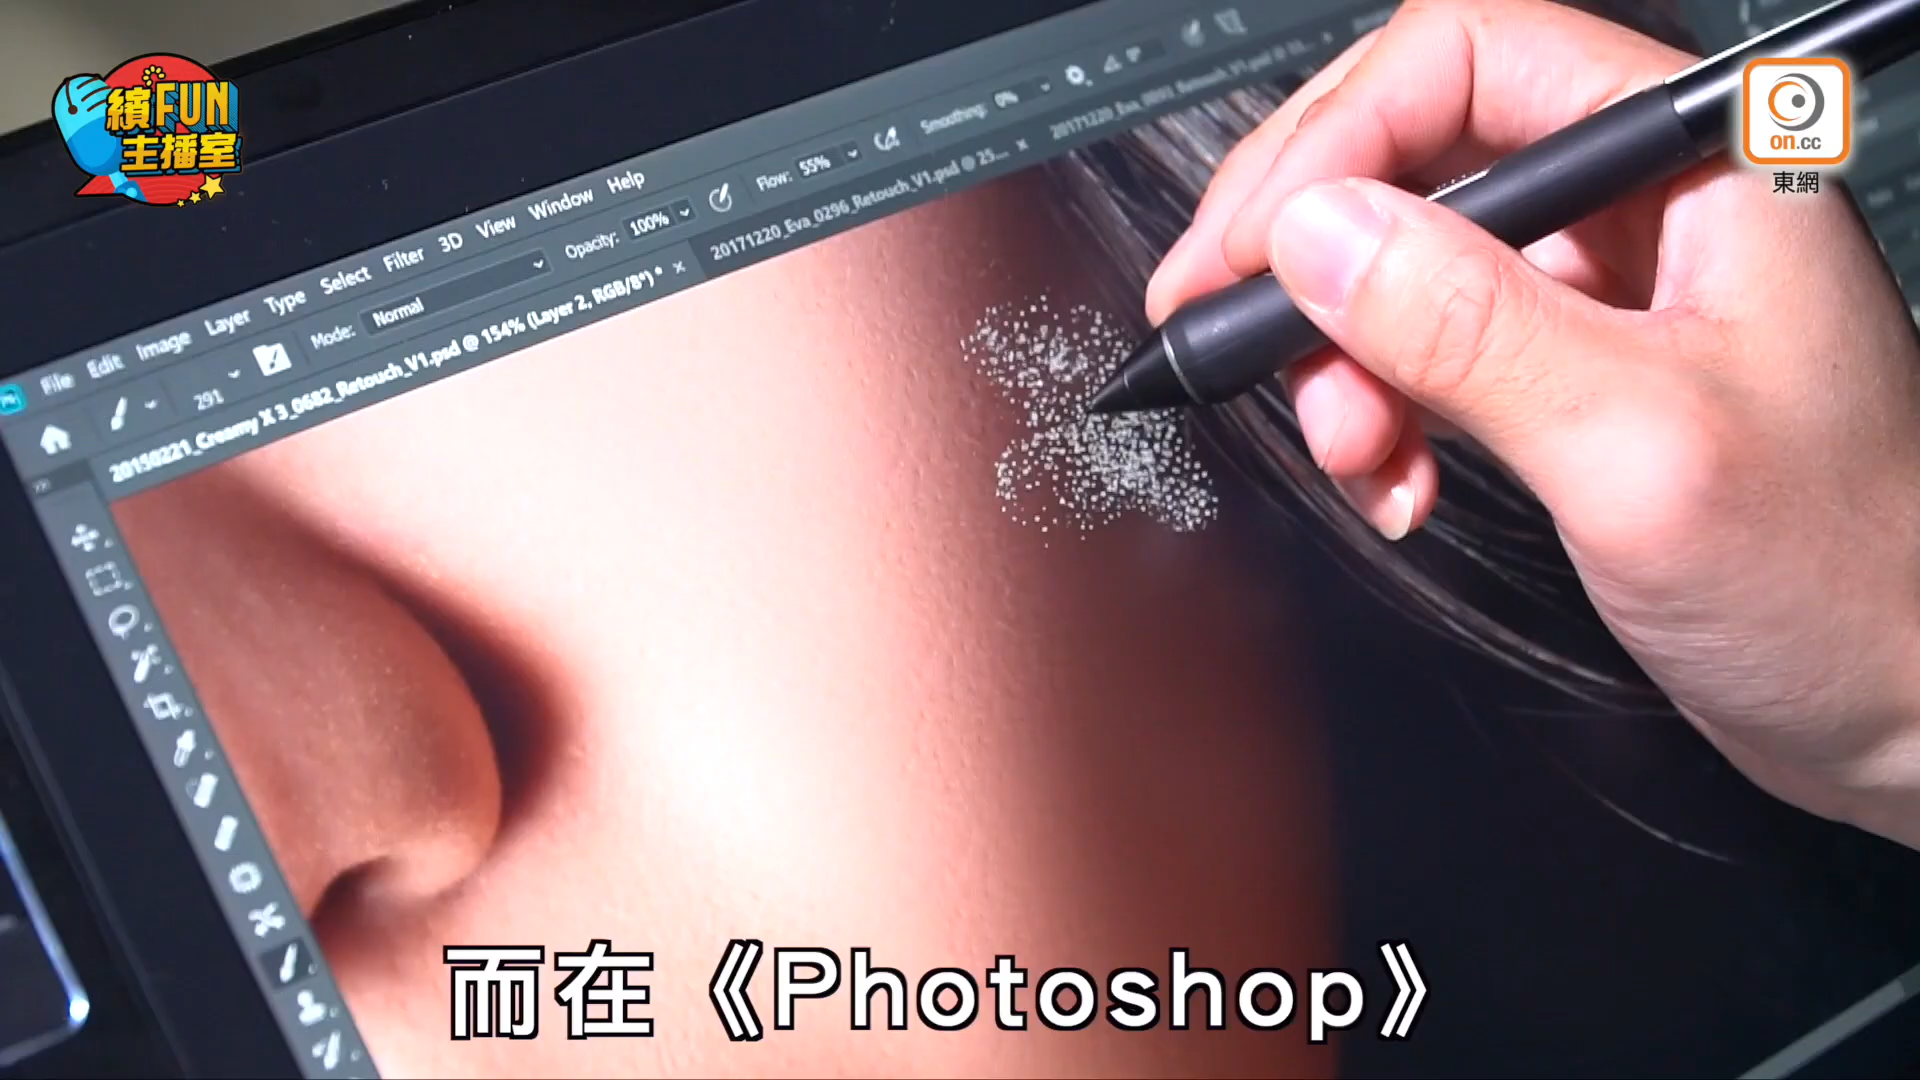 繽FUN
主播室
on.cc
東網
File Edit Image Layer Type Select Filter 3D View Window Help
291 Mode: Normal Opacity: 100% Flow: 55% Smoothing: 0%
20150221_Creamy X 3_0682_Retouch_V1.psd @ 154% (Layer 2, RGB/8*) * × 20171220_Eva_0296_Retouch_V1.psd @ 25... ×
而在《Photoshop》